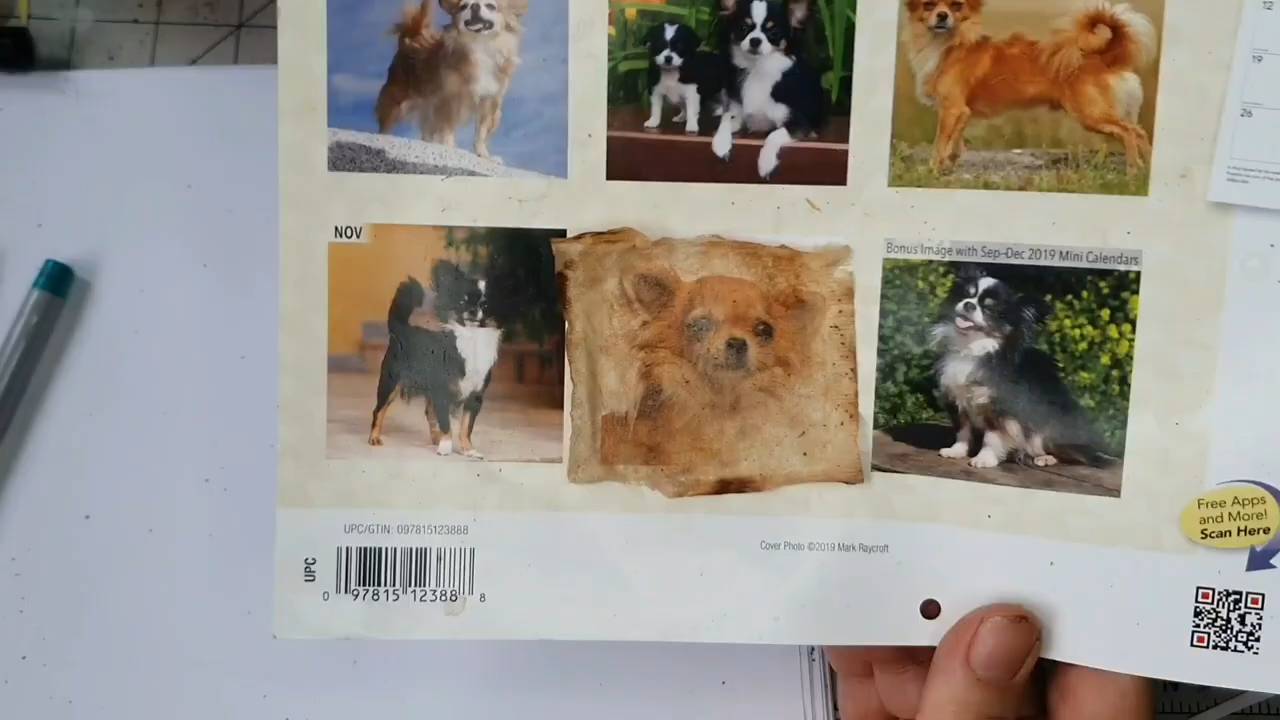 12
19
26
NOV
Bonus Image with Sep–Dec 2019 Mini Calendars
UPC/GTIN: 097815123888
Cover Photo ©2019 Mark Raycroft
Free Apps
and More!
Scan Here
UPC
0 97815 12388 8